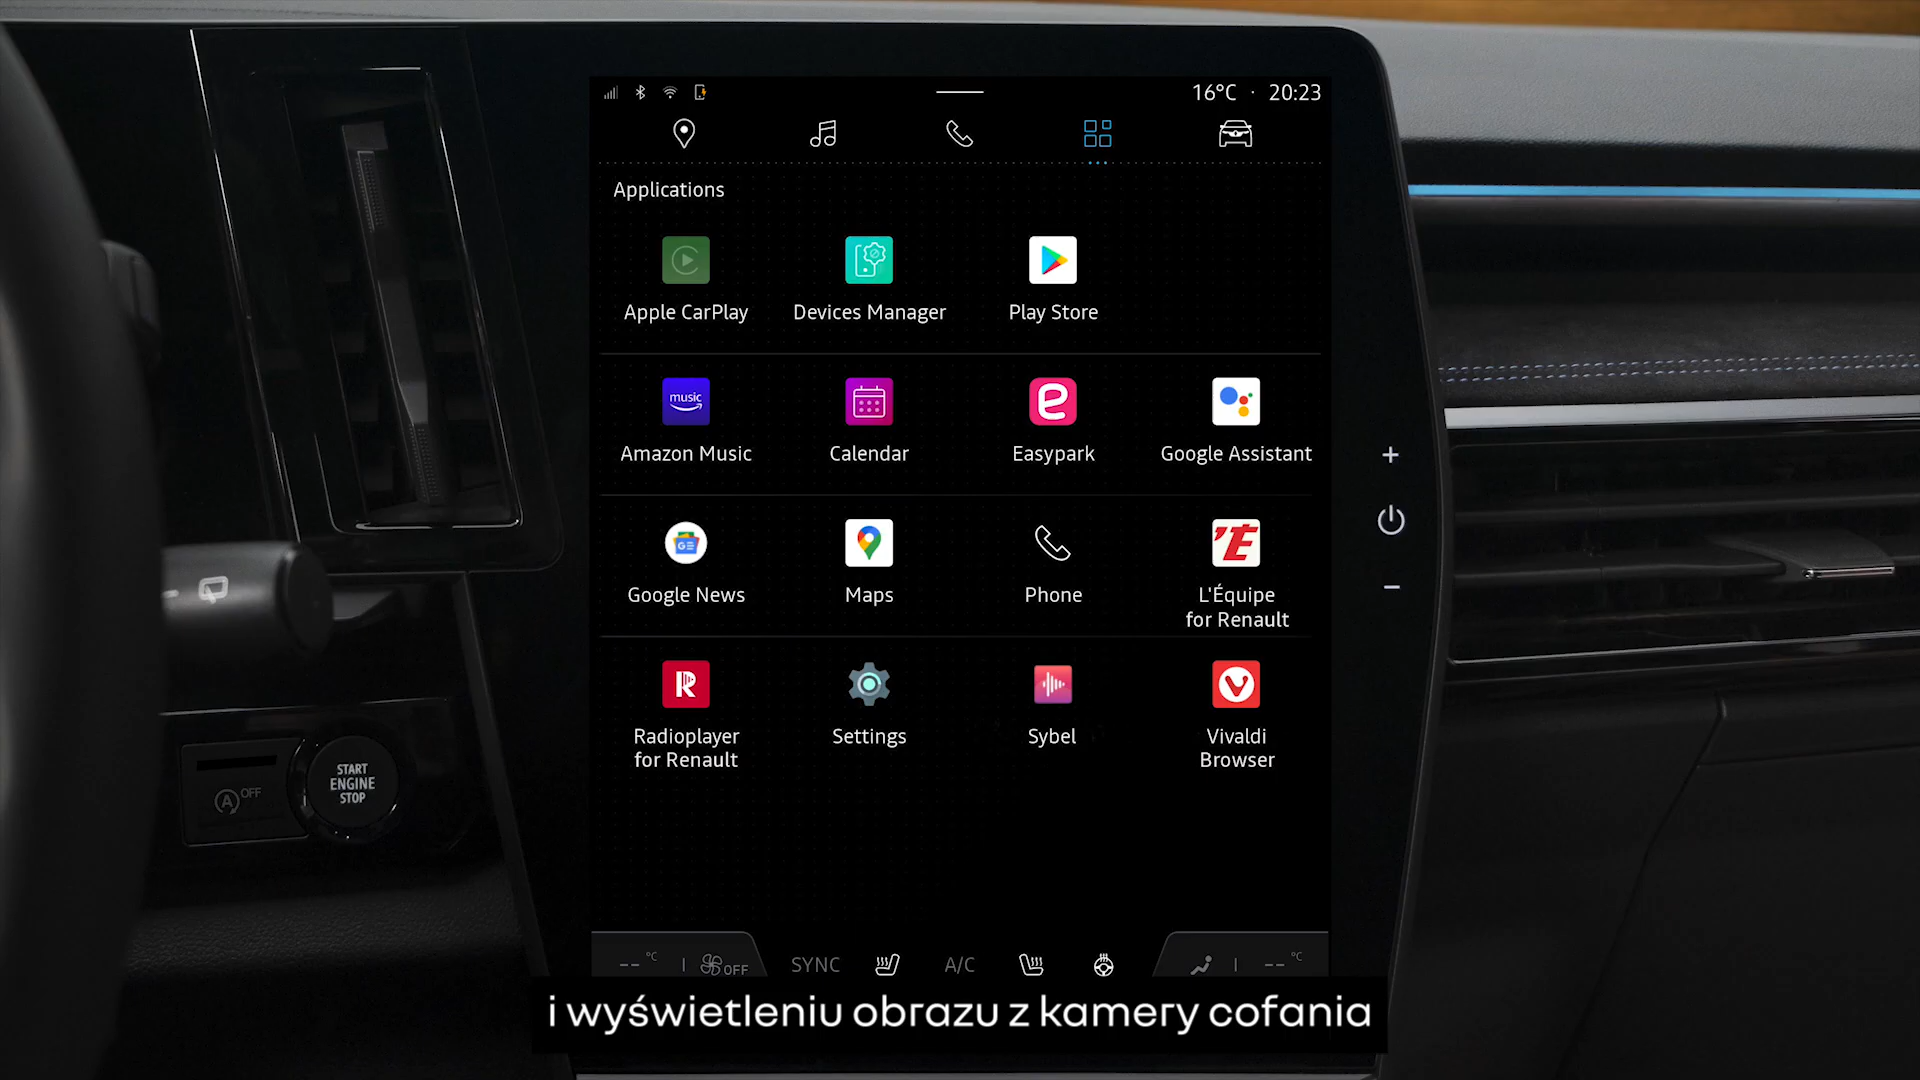 16°C · 20:23
Applications
Apple CarPlay
Devices Manager
Play Store
music
Amazon Music
Calendar
e
Easypark
Google Assistant
GE
Google News
Maps
Phone
'É
L'Équipe
for Renault
R
Radioplayer
for Renault
Settings
Sybel
Vivaldi
Browser
-- °C
OFF
SYNC
A/C
-- °C
A OFF
START
ENGINE
STOP
i wyświetleniu obrazu z kamery cofania